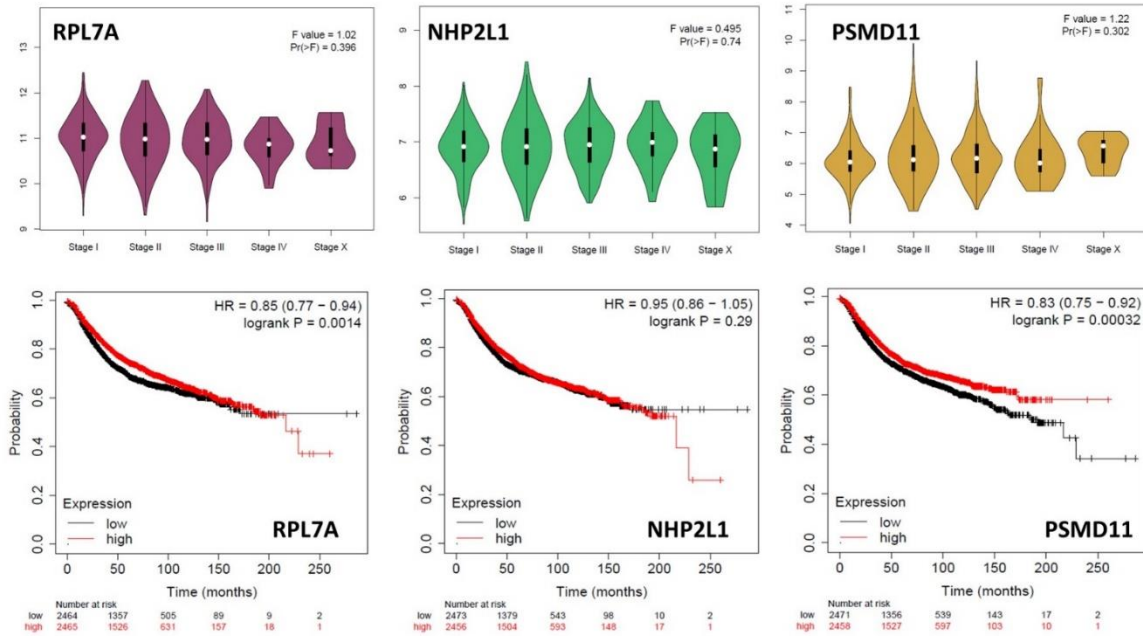 RPL7A
F value = 1.02
Pr(>F) = 0.396
13
12
11
10
9
Stage I Stage II Stage III Stage IV Stage X
NHP2L1
F value = 0.495
Pr(>F) = 0.74
9
8
7
6
Stage I Stage II Stage III Stage IV Stage X
PSMD11
F value = 1.22
Pr(>F) = 0.302
11
10
9
8
7
6
5
4
Stage I Stage II Stage III Stage IV Stage X
HR = 0.85 (0.77 − 0.94)
logrank P = 0.0014
Probability
1.0
0.8
0.6
0.4
0.2
0.0
Expression
low
high
RPL7A
0 50 100 150 200 250
Time (months)
Number at risk
low 2464 1357 505 89 9 2
high 2465 1526 631 157 18 1
HR = 0.95 (0.86 − 1.05)
logrank P = 0.29
Probability
1.0
0.8
0.6
0.4
0.2
0.0
Expression
low
high
NHP2L1
0 50 100 150 200 250
Time (months)
Number at risk
low 2473 1379 543 98 10 2
high 2456 1504 593 148 17 1
HR = 0.83 (0.75 − 0.92)
logrank P = 0.00032
Probability
1.0
0.8
0.6
0.4
0.2
0.0
Expression
low
high
PSMD11
0 50 100 150 200 250
Time (months)
Number at risk
low 2471 1356 539 143 17 2
high 2458 1527 597 103 10 1